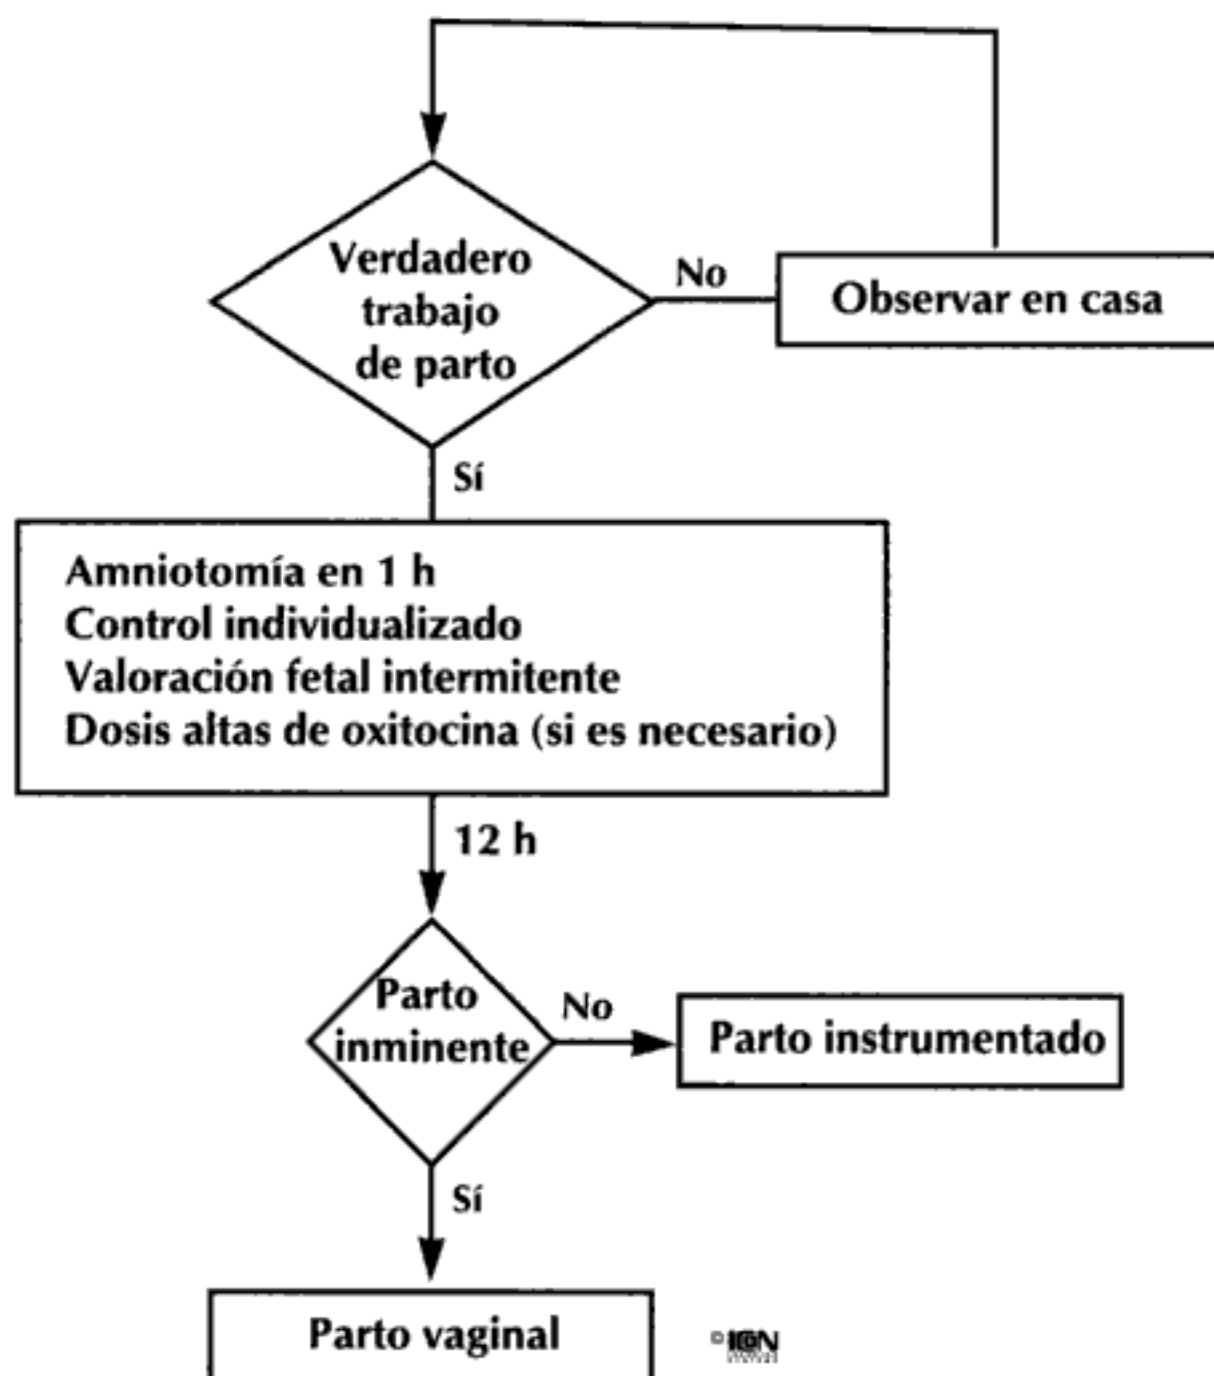 Verdadero
trabajo
de parto
No
Observar en casa
Sí
Amniotomía en 1 h
Control individualizado
Valoración fetal intermitente
Dosis altas de oxitocina (si es necesario)
12 h
Parto
inminente
No
Parto instrumentado
Sí
Parto vaginal
© ICON